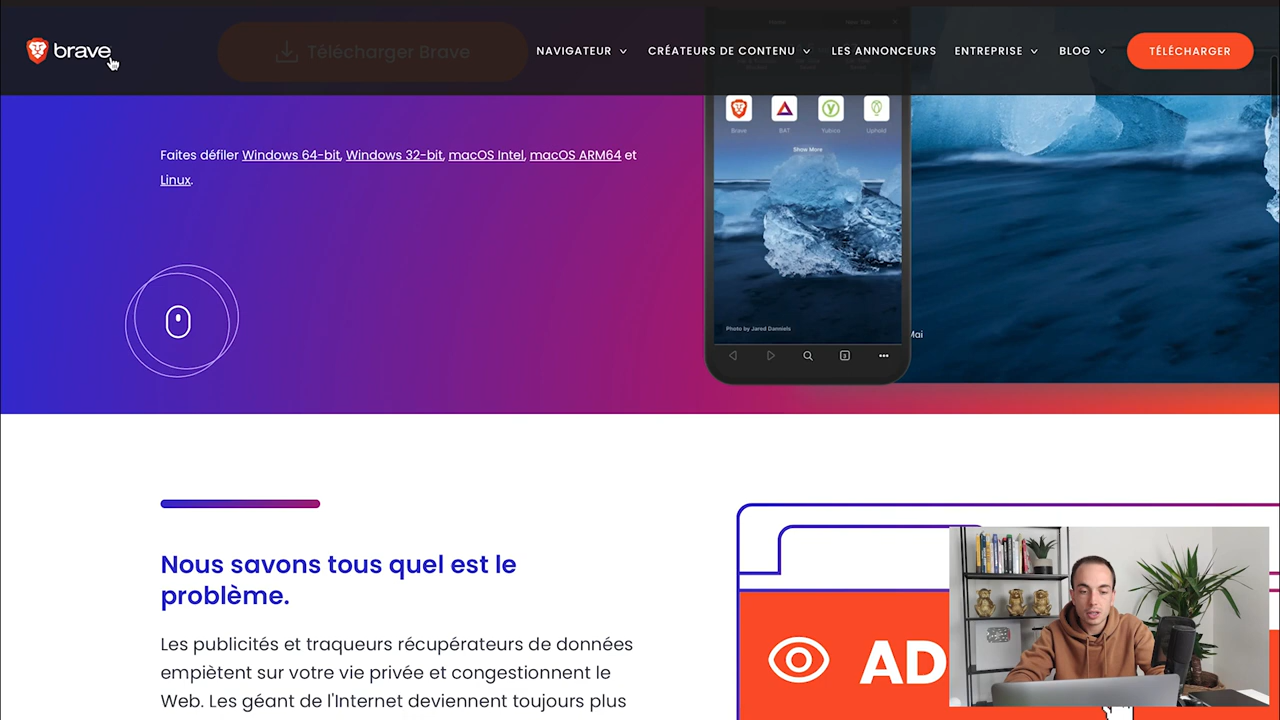 brave
Télécharger Brave
NAVIGATEUR
CRÉATEURS DE CONTENU
LES ANNONCEURS
ENTREPRISE
BLOG
TÉLÉCHARGER
Brave
BAT
Uphold
Show More
Faites défiler Windows 64-bit, Windows 32-bit, macOS Intel, macOS ARM64 et
Linux.
Photo by Jared Danniels
Mai
Nous savons tous quel est le
problème.
Les publicités et traqueurs récupérateurs de données
empiètent sur votre vie privée et congestionnent le
Web. Les géant de l'Internet deviennent toujours plus
AD